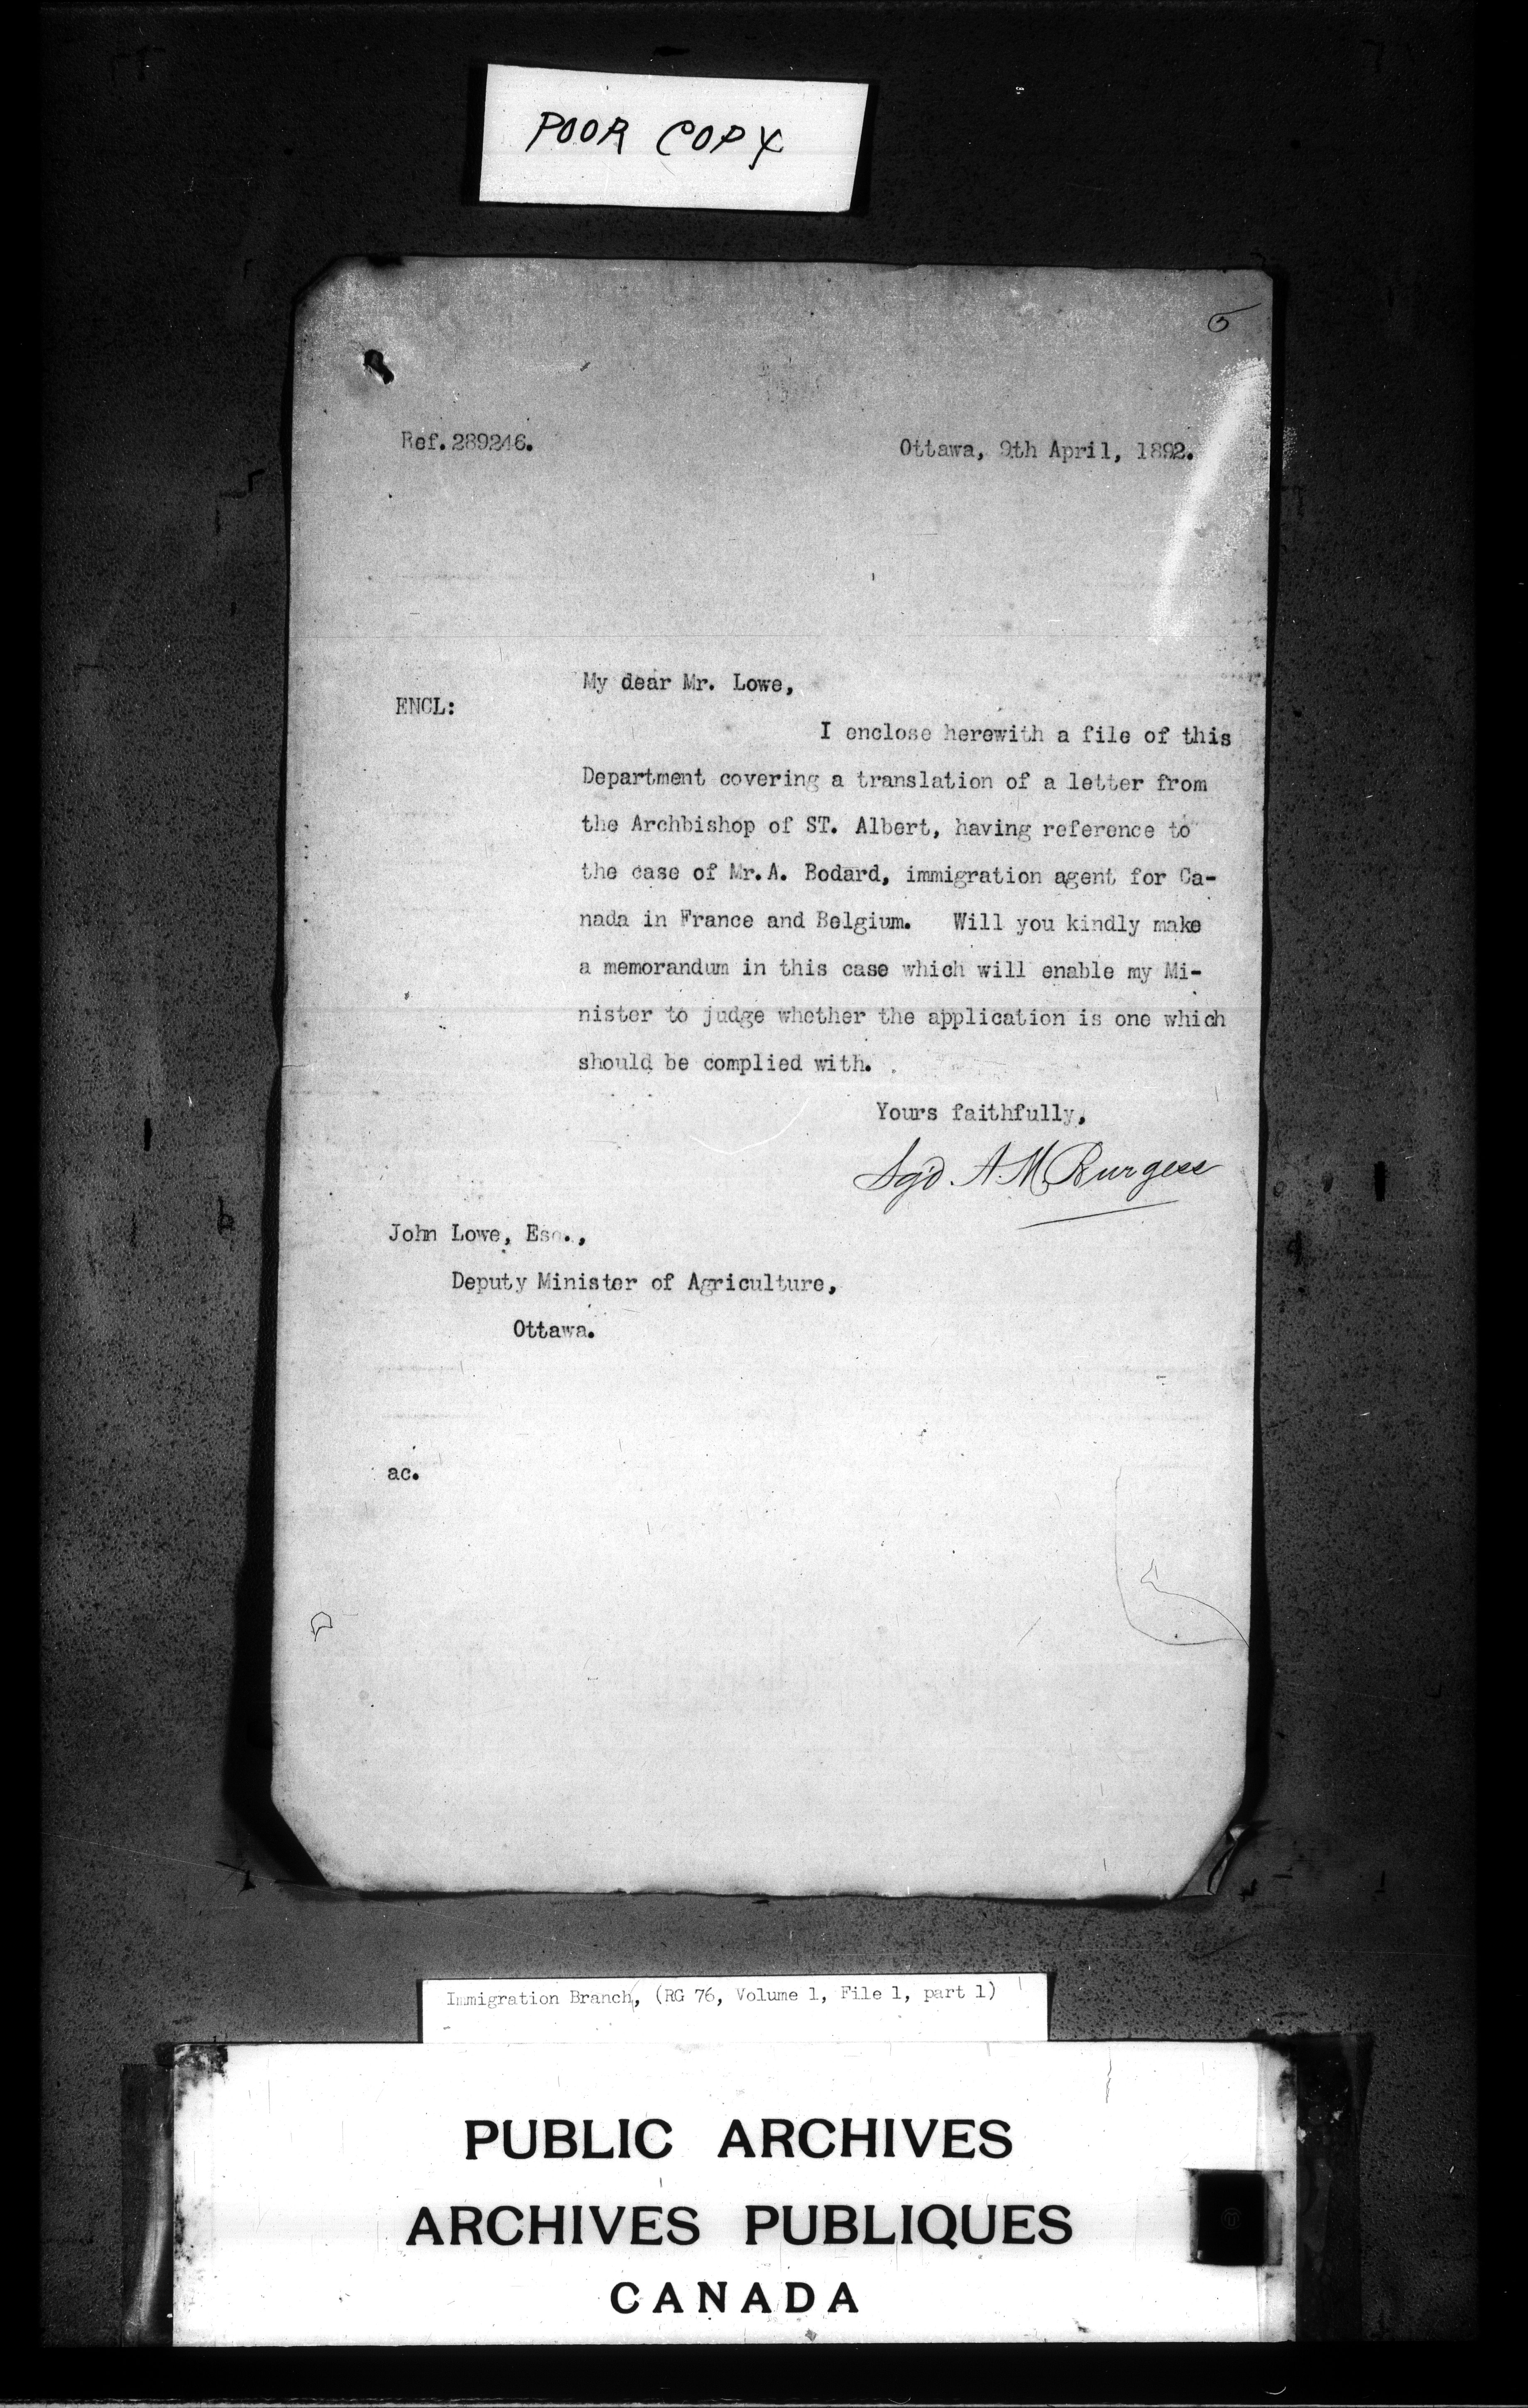 POOR COPY
5
Ref. 289246.
Ottawa, 9th April, 1892.
My dear Mr. Lowe,
ENCL:
I enclose herewith a file of this
Department covering a translation of a letter from
the Archbishop of ST. Albert, having reference to
the case of Mr. A. Bodard, immigration agent for Ca-
nada in France and Belgium. Will you kindly make
a memorandum in this case which will enable my Mi-
nister to judge whether the application is one which
should be complied with.
Yours faithfully,
Sgd. A M Burgess
John Lowe, Esq.,
Deputy Minister of Agriculture,
Ottawa.
ac.
Immigration Branch, (RG 76, Volume 1, File 1, part 1)
PUBLIC ARCHIVES
ARCHIVES PUBLIQUES
CANADA